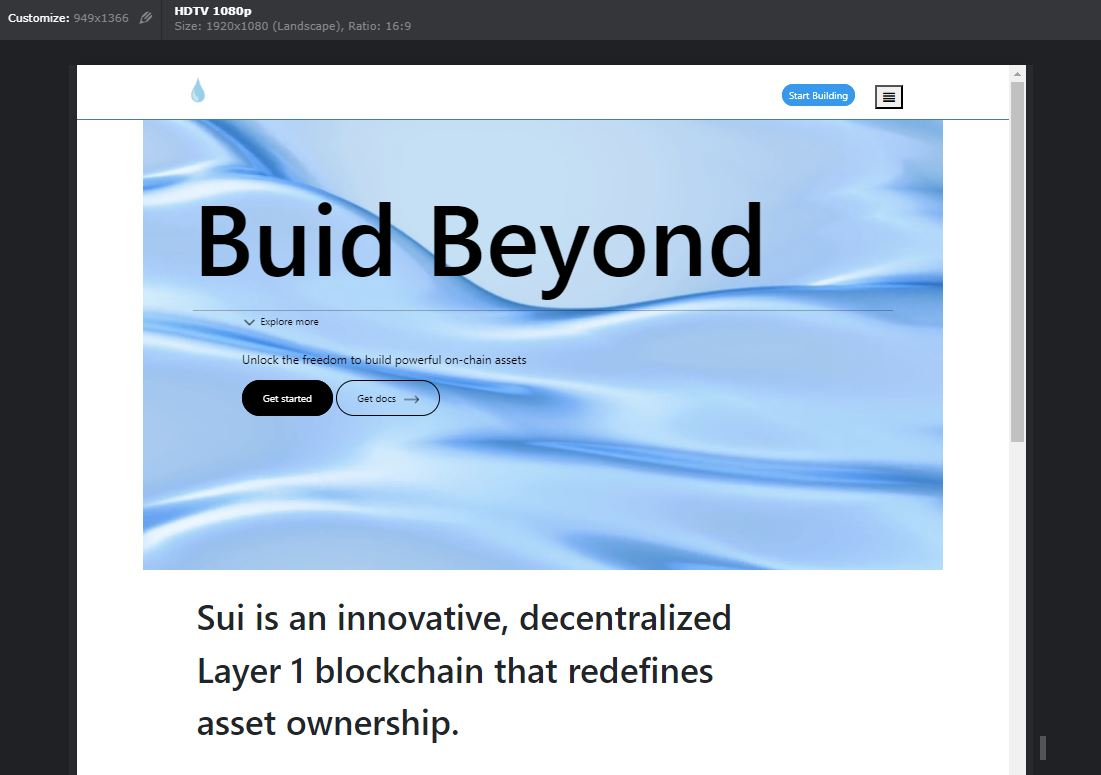 Customize: 949x1366
HDTV 1080p
Size: 1920x1080 (Landscape), Ratio: 16:9
Start Building
Buid Beyond
Explore more
Unlock the freedom to build powerful on-chain assets
Get started
Get docs
Sui is an innovative, decentralized
Layer 1 blockchain that redefines
asset ownership.